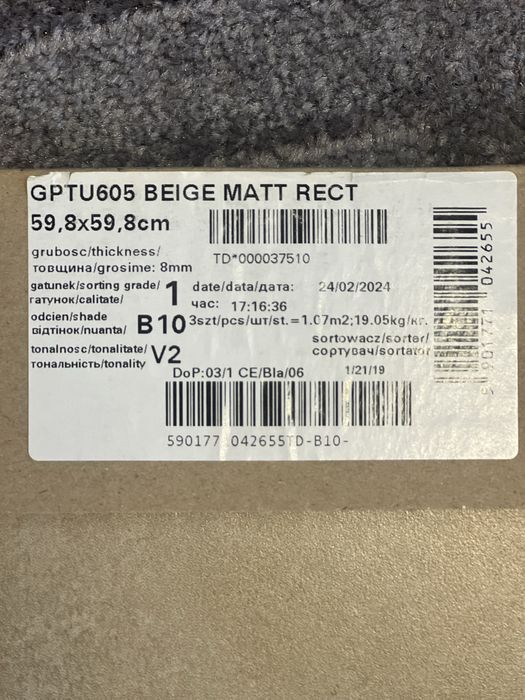 GPTU605 BEIGE MATT RECT
59,8x59,8cm
TD*000037510
grubosc/thickness/
товщина/grosime: 8mm
gatunek/sorting grade/
гатунок/calitate/
1
date/data/дата: 24/02/2024
час: 17:16:36
odcien/shade
відтінок/nuanta/
B10
3szt/pcs/шт/st.=1.07m2;19.05kg/кг.
sortowacz/sorter/
сортувач/sortator
tonalnosc/tonalitate/
тональність/tonality
V2
DoP:03/1 CE/BIa/06 1/21/19
590177 042655TD-B10-
5 901771 042655